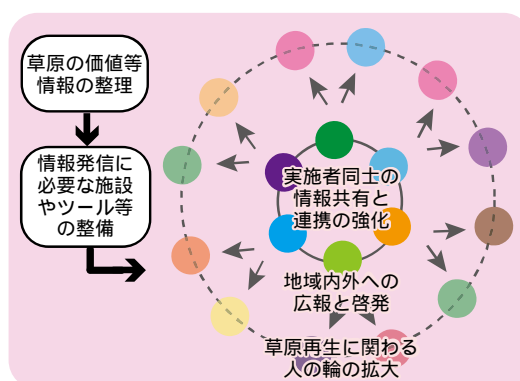 草原の価値等
情報の整理
情報発信に
必要な施設
やツール等
の整備
実施者同士の
情報共有と
連携の強化
地域内外への
広報と啓発
草原再生に関わる
人の輪の拡大